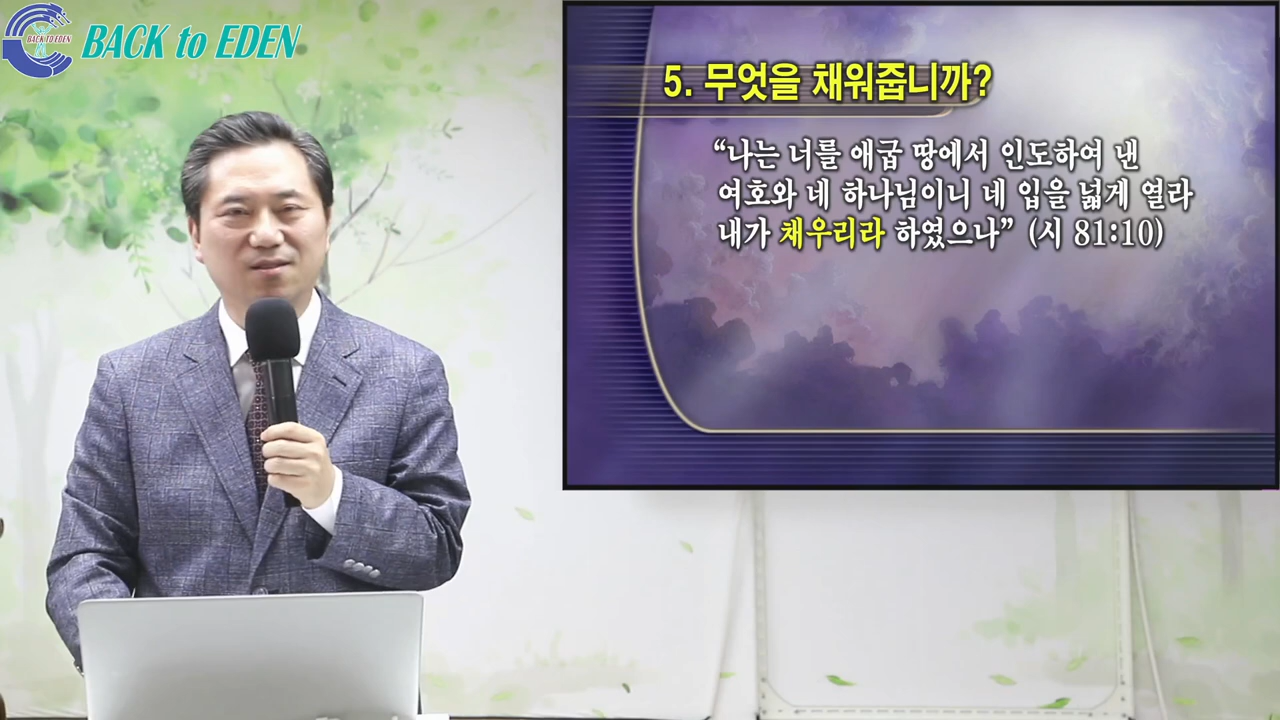 BACK TO EDEN
BACK to EDEN
5. 무엇을 채워줍니까?
“나는 너를 애굽 땅에서 인도하여 낸
여호와 네 하나님이니 네 입을 넓게 열라
내가 채우리라 하였으나” (시 81:10)